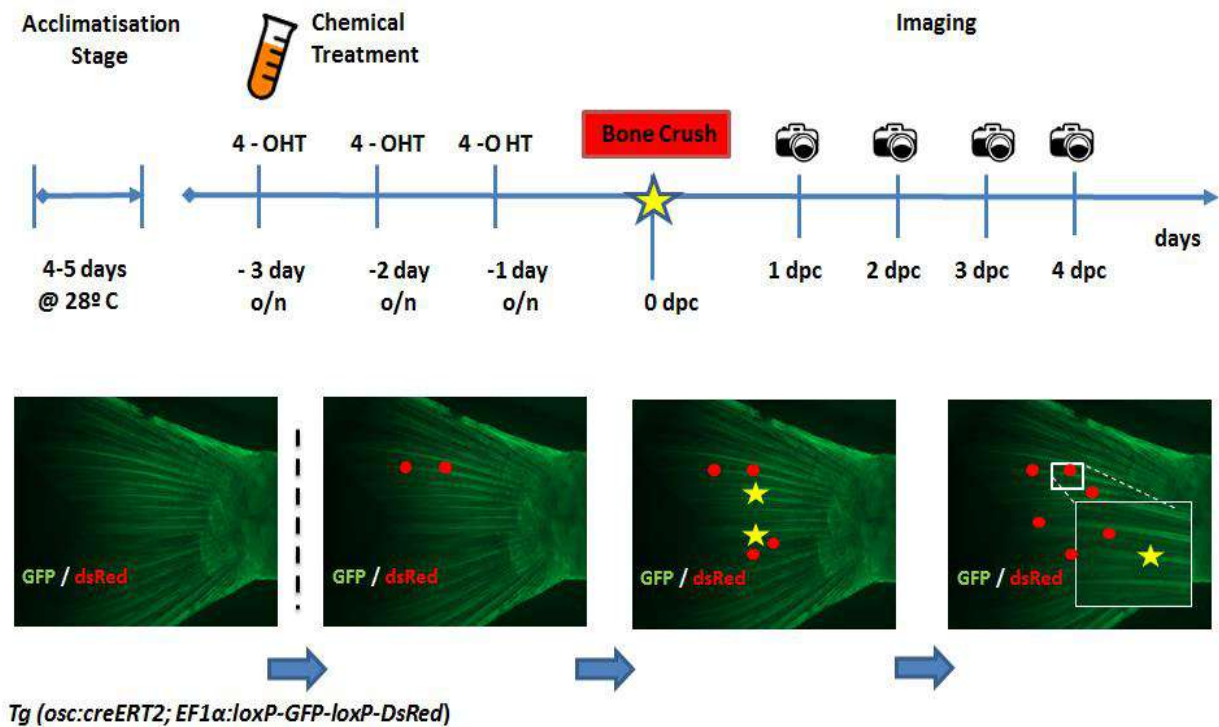 Acclimatisation
Stage
Chemical
Treatment
Imaging
4 - OHT
4 - OHT
4 -O HT
Bone Crush
days
4-5 days
@ 28º C
- 3 day
o/n
-2 day
o/n
-1 day
o/n
0 dpc
1 dpc
2 dpc
3 dpc
4 dpc
GFP / dsRed
GFP / dsRed
GFP / dsRed
GFP / dsRed
Tg (osc:creERT2; EF1α:loxP-GFP-loxP-DsRed)